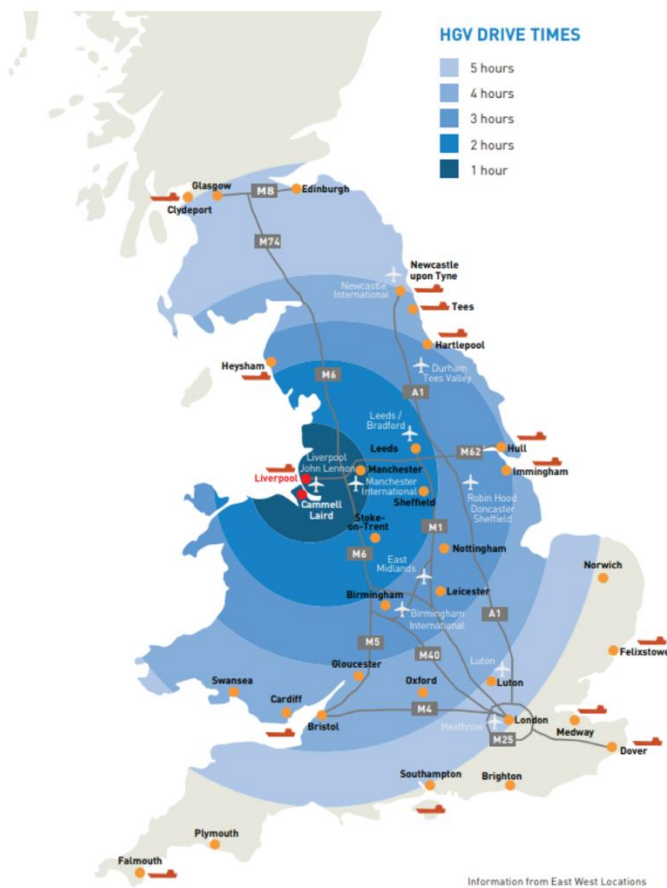 HGV DRIVE TIMES
5 hours
4 hours
3 hours
2 hours
1 hour
Glasgow
M8
Edinburgh
Clydeport
M74
Newcastle
upon Tyne
Newcastle
International
Tees
Hartlepool
Heysham
M6
Durham
Tees Valley
A1
Leeds /
Bradford
Leeds
M62
Hull
Liverpool
John Lennon
Liverpool
Manchester
Immingham
Manchester
International
Cammell
Laird
Sheffield
Robin Hood
Doncaster
Sheffield
Stoke-
on-Trent
M1
M6
Nottingham
East
Midlands
Norwich
Birmingham
Leicester
Birmingham
International
A1
M5
M40
Felixstowe
Gloucester
Luton
Swansea
Oxford
Luton
Cardiff
M4
Bristol
Heathrow
London
M25
Medway
Dover
Southampton
Brighton
Plymouth
Falmouth
Information from East West Locations